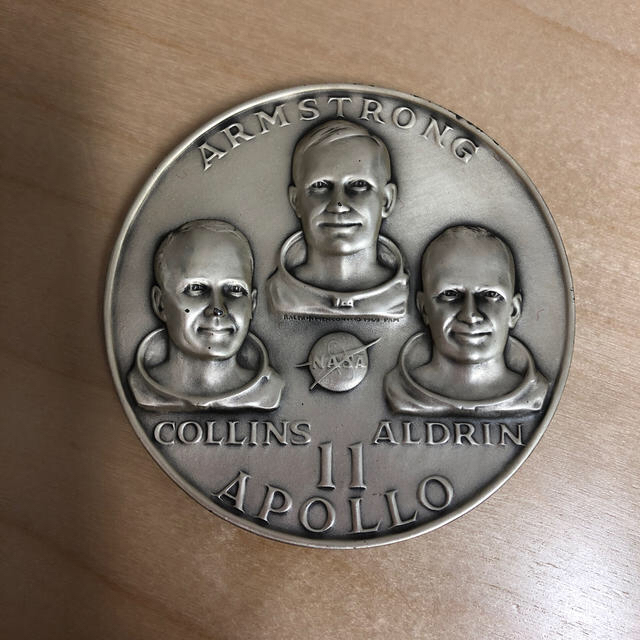 ARMSTRONG
NASA
COLLINS ALDRIN
11
APOLLO